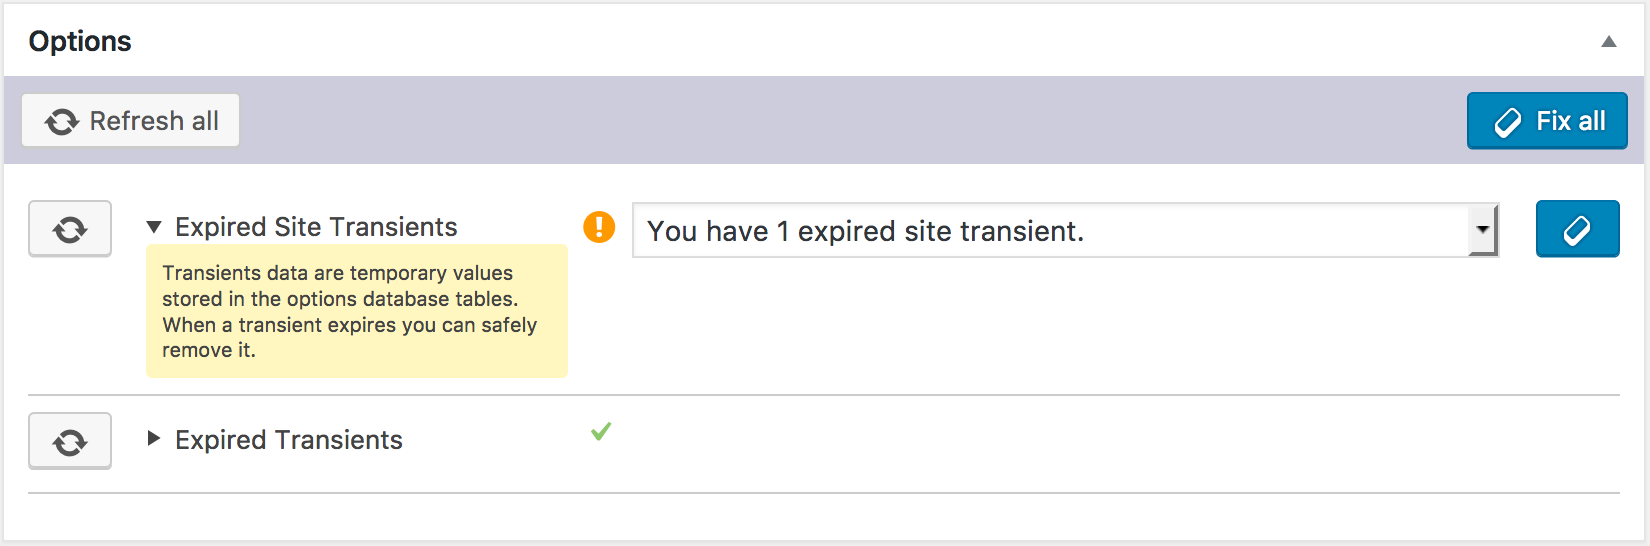 Options
Refresh all
Fix all
Expired Site Transients
You have 1 expired site transient.
Transients data are temporary values
stored in the options database tables.
When a transient expires you can safely
remove it.
Expired Transients